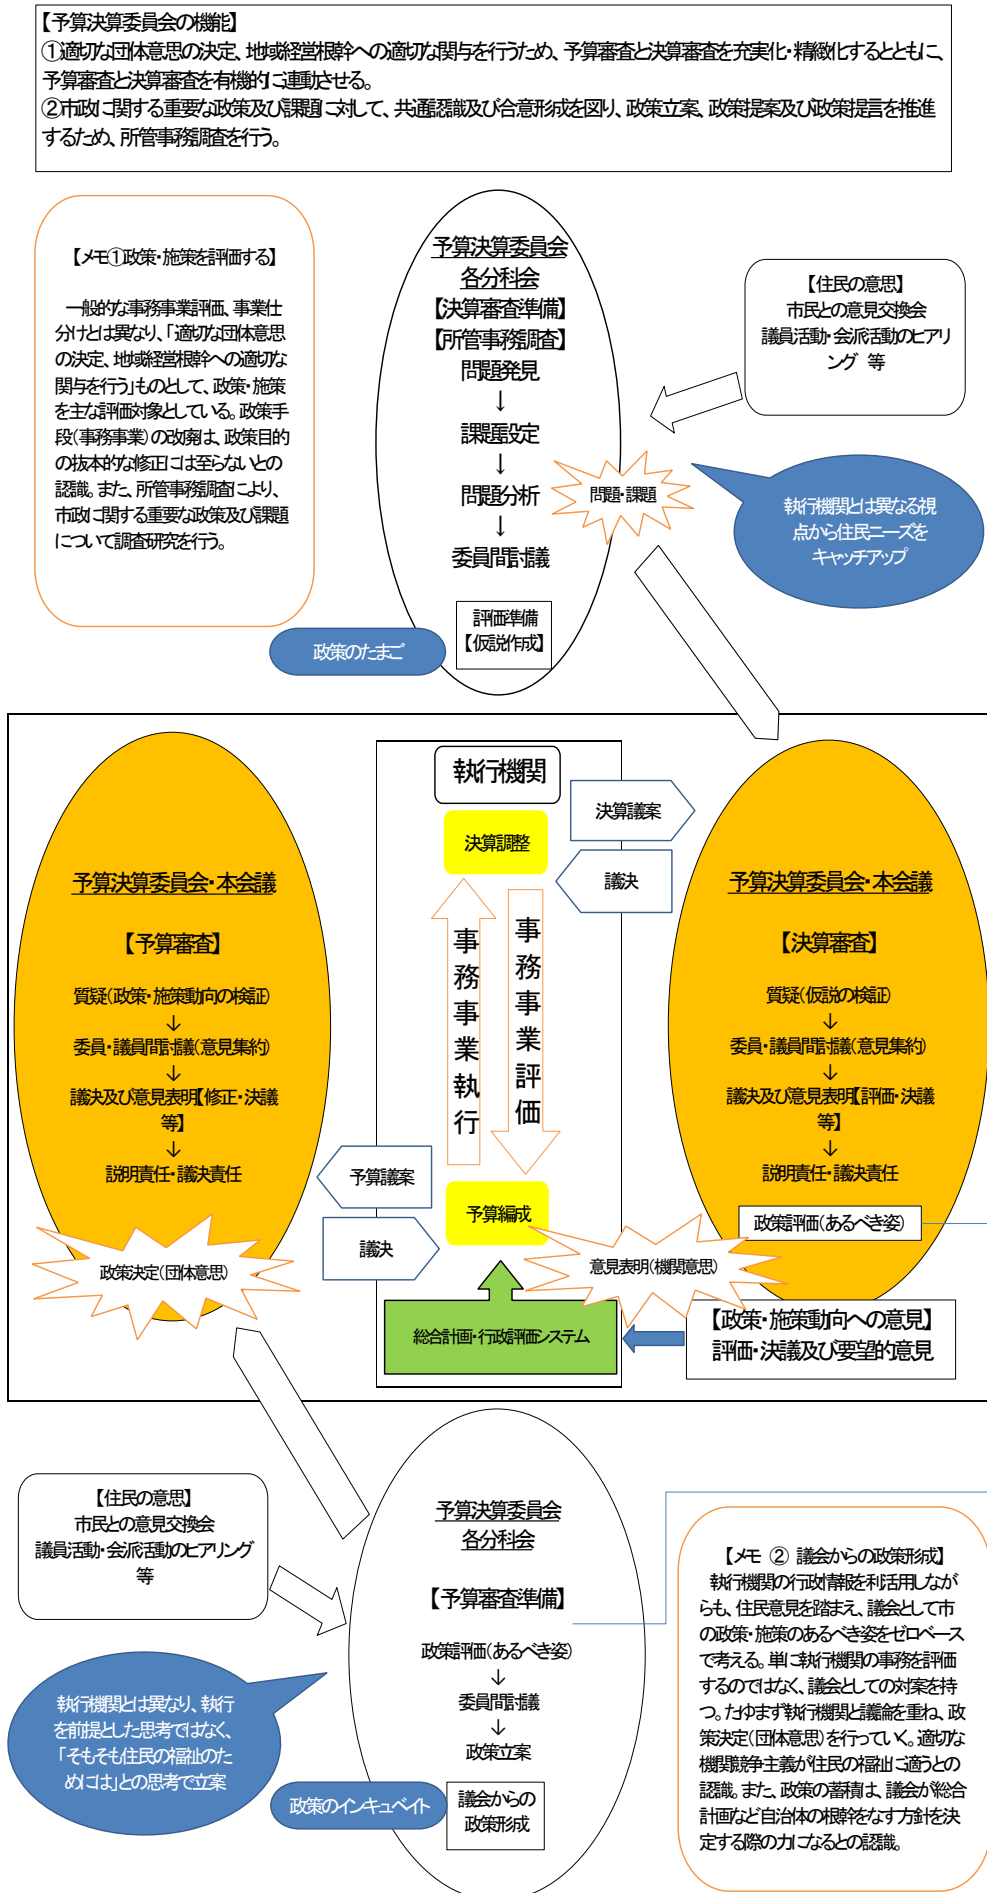 【予算決算委員会の機能】
①適切な団体意思の決定、地域経営根幹への適切な関与を行うため、予算審査と決算審査を充実化・精緻化するとともに、
予算審査と決算審査を有機的に連動させる。
②市政に関する重要な政策及び課題に対して、共通認識及び合意形成を図り、政策立案、政策提案及び政策提言を推進
するため、所管事務調査を行う。
【メモ①政策・施策を評価する】
一般的な事務事業評価、事業仕
分けとは異なり、「適切な団体意思
の決定、地域経営根幹への適切な
関与を行う」ものとして、政策・施策
を主な評価対象としている。政策手
段(事務事業)の改廃は、政策目的
の抜本的な修正には至らないとの
認識。また、所管事務調査により、
市政に関する重要な政策及び課題
について調査研究を行う。
予算決算委員会
各分科会
【決算審査準備】
【所管事務調査】
問題発見
↓
課題設定
↓
問題分析
↓
委員間討議
評価準備
【仮説作成】
政策のたまご
問題・課題
【住民の意思】
市民との意見交換会
議員活動・会派活動のヒアリ
ング 等
執行機関とは異なる視
点から住民ニーズを
キャッチアップ
予算決算委員会・本会議
【予算審査】
質疑(政策・施策動向の検証)
↓
委員・議員間討議(意見集約)
↓
議決及び意見表明【修正・決議
等】
↓
説明責任・議決責任
政策決定(団体意思)
執行機関
決算調整
事務事業執行
事務事業評価
予算編成
総合計画・行政評価システム
決算議案
議決
予算議案
議決
予算決算委員会・本会議
【決算審査】
質疑(仮説の検証)
↓
委員・議員間討議(意見集約)
↓
議決及び意見表明【評価・決議
等】
↓
説明責任・議決責任
政策評価(あるべき姿)
意見表明(機関意思)
【政策・施策動向への意見】
評価・決議及び要望的意見
【住民の意思】
市民との意見交換会
議員活動・会派活動のヒアリング
等
執行機関とは異なり、執行
を前提とした思考ではなく、
「そもそも住民の福祉のた
めには」との思考で立案
予算決算委員会
各分科会
【予算審査準備】
政策評価(あるべき姿)
↓
委員間討議
↓
政策立案
政策のインキュベイト
議会からの
政策形成
【メモ ② 議会からの政策形成】
執行機関の行政情報を利活用しなが
らも、住民意見を踏まえ、議会として市
の政策・施策のあるべき姿をゼロベース
で考える。単に執行機関の事務を評価
するのではなく、議会としての対案を持
つ。たゆまず執行機関と議論を重ね、政
策決定(団体意思)を行っていく。適切な
機関競争主義が住民の福祉に適うとの
認識。また、政策の蓄積は、議会が総合
計画など自治体の根幹をなす方針を決
定する際の力になるとの認識。